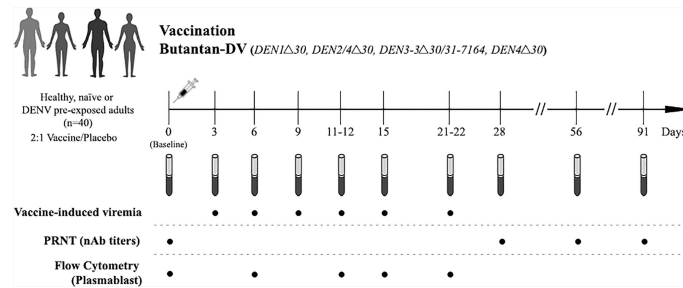 Vaccination
Butantan-DV (DEN1△30, DEN2/4△30, DEN3-3△30/31-7164, DEN4△30)
Healthy, naïve or
DENV pre-exposed adults
(n=40)
2:1 Vaccine/Placebo
0 3 6 9 11-12 15 21-22 28 56 91 Days
(Baseline)
Vaccine-induced viremia
PRNT (nAb titers)
Flow Cytometry
(Plasmablast)